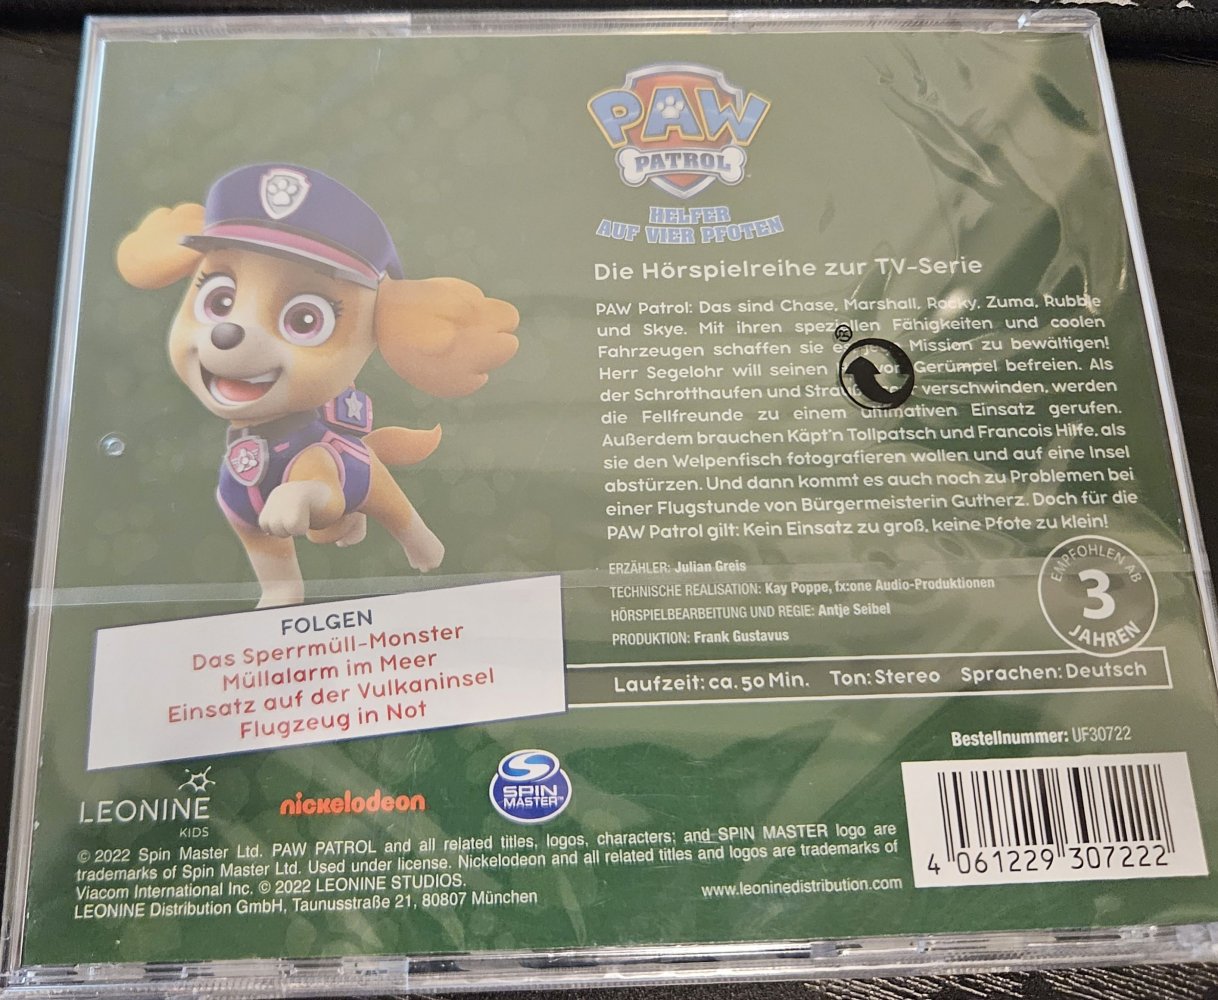 PAW
PATROL
HELFER
AUF VIER PFOTEN
Die Hörspielreihe zur TV-Serie
PAW Patrol: Das sind Chase, Marshall, Rocky, Zuma, Rubble
und Skye. Mit ihren speziellen Fähigkeiten und coolen
Fahrzeugen schaffen sie es jede Mission zu bewältigen!
Herr Segelohr will seinen von Gerümpel befreien. Als
der Schrotthaufen und verschwinden, werden
die Fellfreunde zu einem animativen Einsatz gerufen.
Außerdem brauchen Käpt'n Tollpatsch und Francois Hilfe, als
sie den Welpenfisch fotografieren wollen und auf eine Insel
abstürzen. Und dann kommt es auch noch zu Problemen bei
einer Flugstunde von Bürgermeisterin Gutherz. Doch für die
PAW Patrol gilt: Kein Einsatz zu groß, keine Pfote zu klein!
ERZÄHLER: Julian Greis
TECHNISCHE REALISATION: Kay Poppe, fx:one Audio-Produktionen
HÖRSPIELBEARBEITUNG UND REGIE: Antje Seibel
PRODUKTION: Frank Gustavus
EMPFOHLEN AB
3
JAHREN
FOLGEN
Das Sperrmüll-Monster
Müllalarm im Meer
Einsatz auf der Vulkaninsel
Flugzeug in Not
Laufzeit: ca. 50 Min. Ton: Stereo Sprachen: Deutsch
Bestellnummer: UF30722
LEONINE
KIDS
nickelodeon
SPIN
MASTER™
© 2022 Spin Master Ltd. PAW PATROL and all related titles, logos, characters; and SPIN MASTER logo are
trademarks of Spin Master Ltd. Used under license. Nickelodeon and all related titles and logos are trademarks of
Viacom International Inc. © 2022 LEONINE STUDIOS.
LEONINE Distribution GmbH, Taunusstraße 21, 80807 München
www.leoninedistribution.com
4 061229 307222